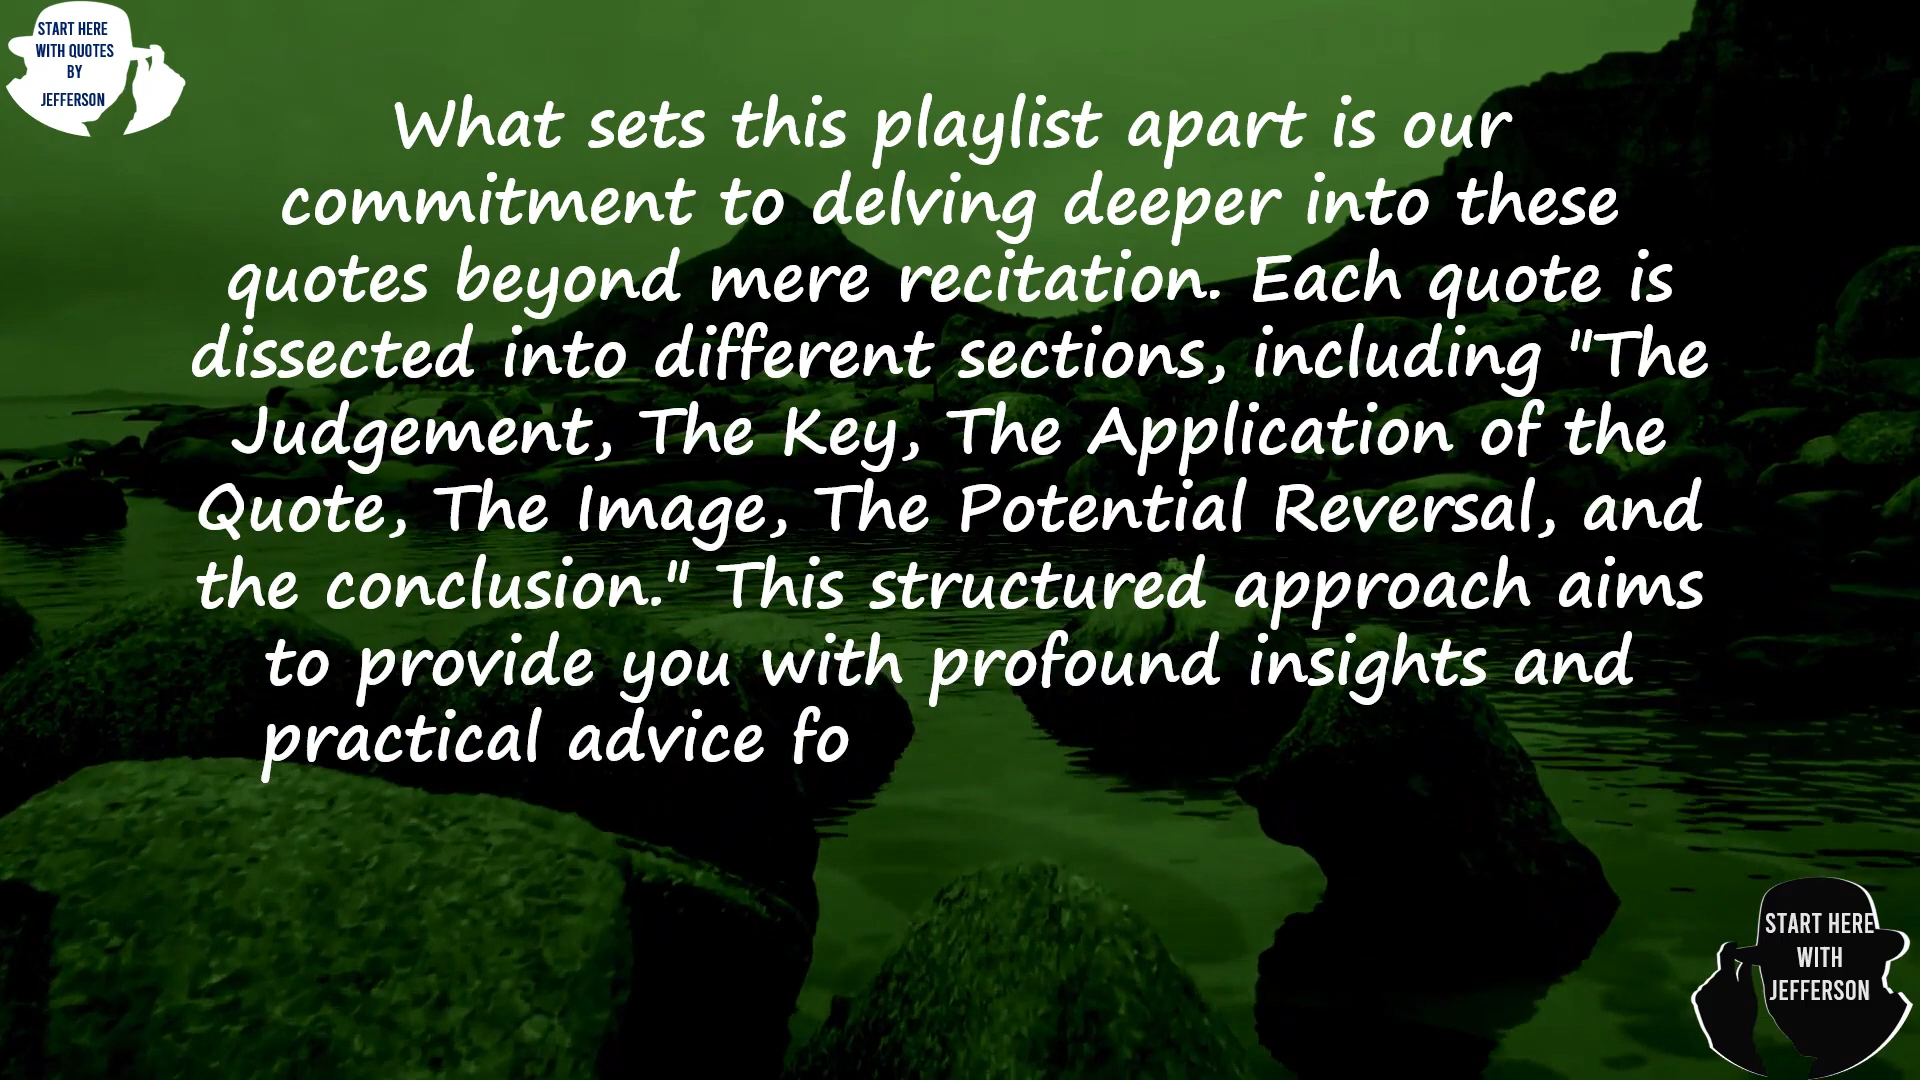 START HERE
WITH QUOTES
BY
JEFFERSON
What sets this playlist apart is our
commitment to delving deeper into these
quotes beyond mere recitation. Each quote is
dissected into different sections, including "The
Judgement, The Key, The Application of the
Quote, The Image, The Potential Reversal, and
the conclusion." This structured approach aims
to provide you with profound insights and
practical advice fo
START HERE
WITH
JEFFERSON